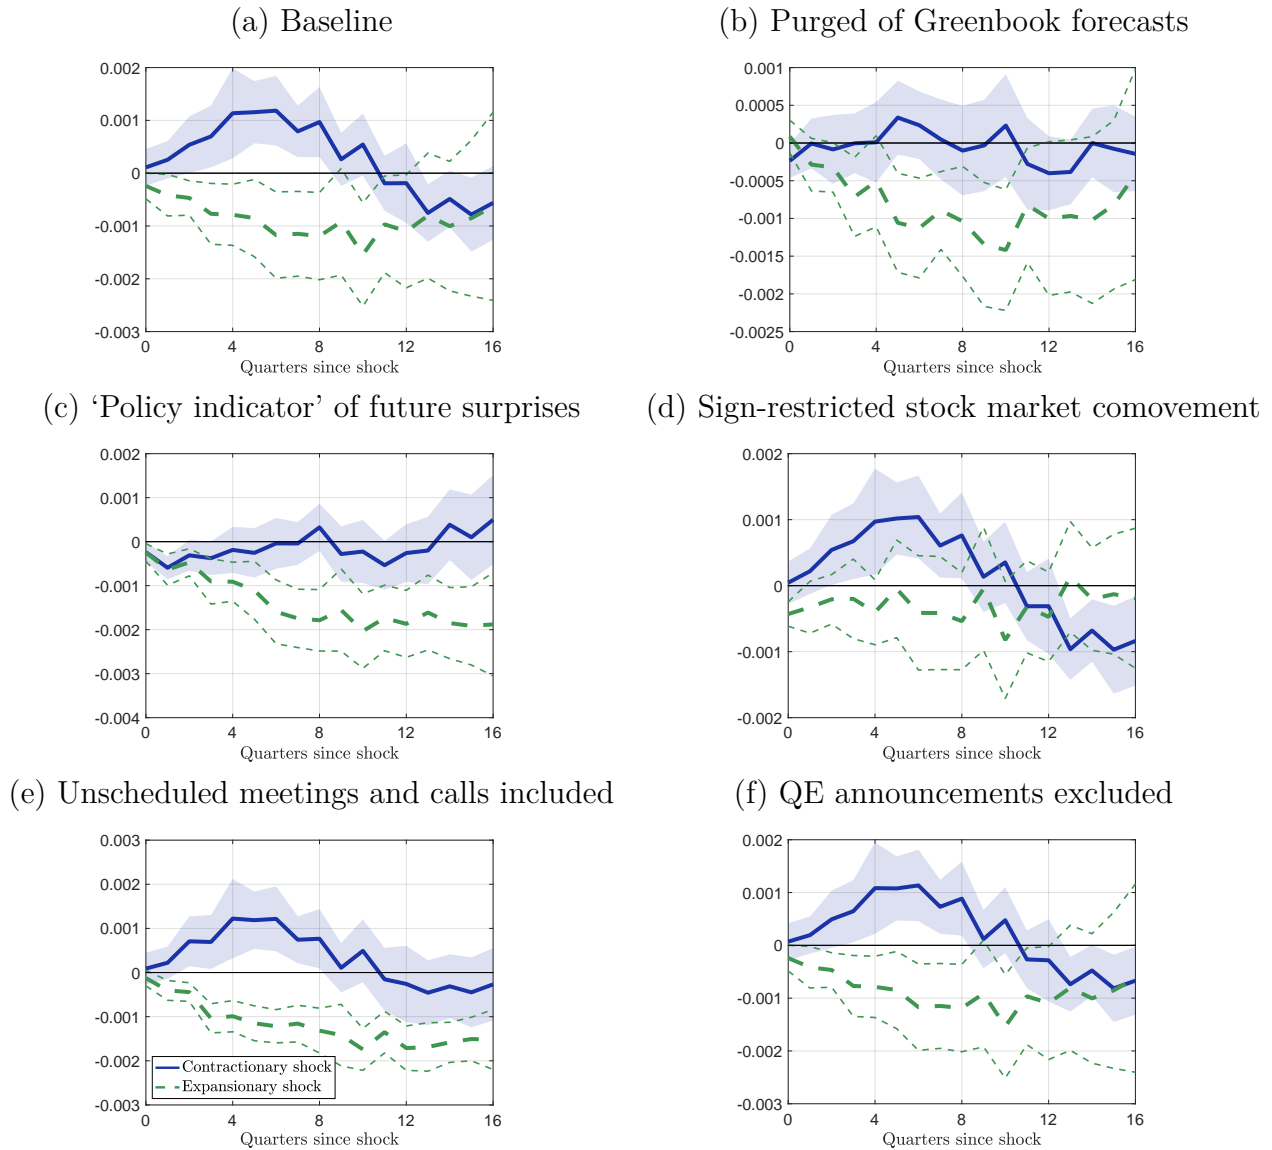 (a) Baseline
(b) Purged of Greenbook forecasts
0.002
0.001
0
-0.001
-0.002
-0.003
0 4 8 12 16
Quarters since shock
0.001
0.0005
0
-0.0005
-0.001
-0.0015
-0.002
-0.0025
0 4 8 12 16
Quarters since shock
(c) ‘Policy indicator’ of future surprises
(d) Sign-restricted stock market comovement
0.002
0.001
0
-0.001
-0.002
-0.003
-0.004
0 4 8 12 16
Quarters since shock
0.002
0.001
0
-0.001
-0.002
0 4 8 12 16
Quarters since shock
(e) Unscheduled meetings and calls included
(f) QE announcements excluded
0.003
0.002
0.001
0
-0.001
-0.002
-0.003
Contractionary shock
Expansionary shock
0 4 8 12 16
Quarters since shock
0.002
0.001
0
-0.001
-0.002
-0.003
0 4 8 12 16
Quarters since shock